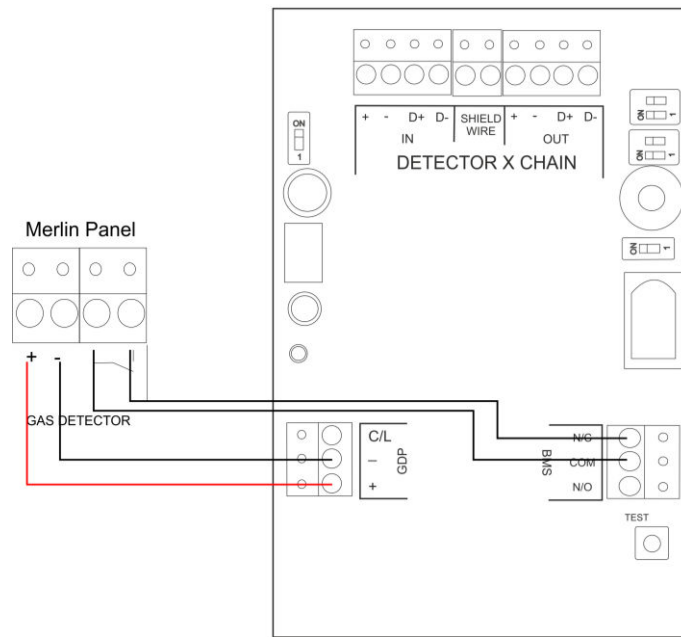 + - D+ D- SHIELD WIRE + - D+ D-
IN OUT
DETECTOR X CHAIN
ON
1
ON
1
ON
1
ON
1
Merlin Panel
+ -
GAS DETECTOR
C/L
–
+
GDP
BMS
N/C
COM
N/O
TEST